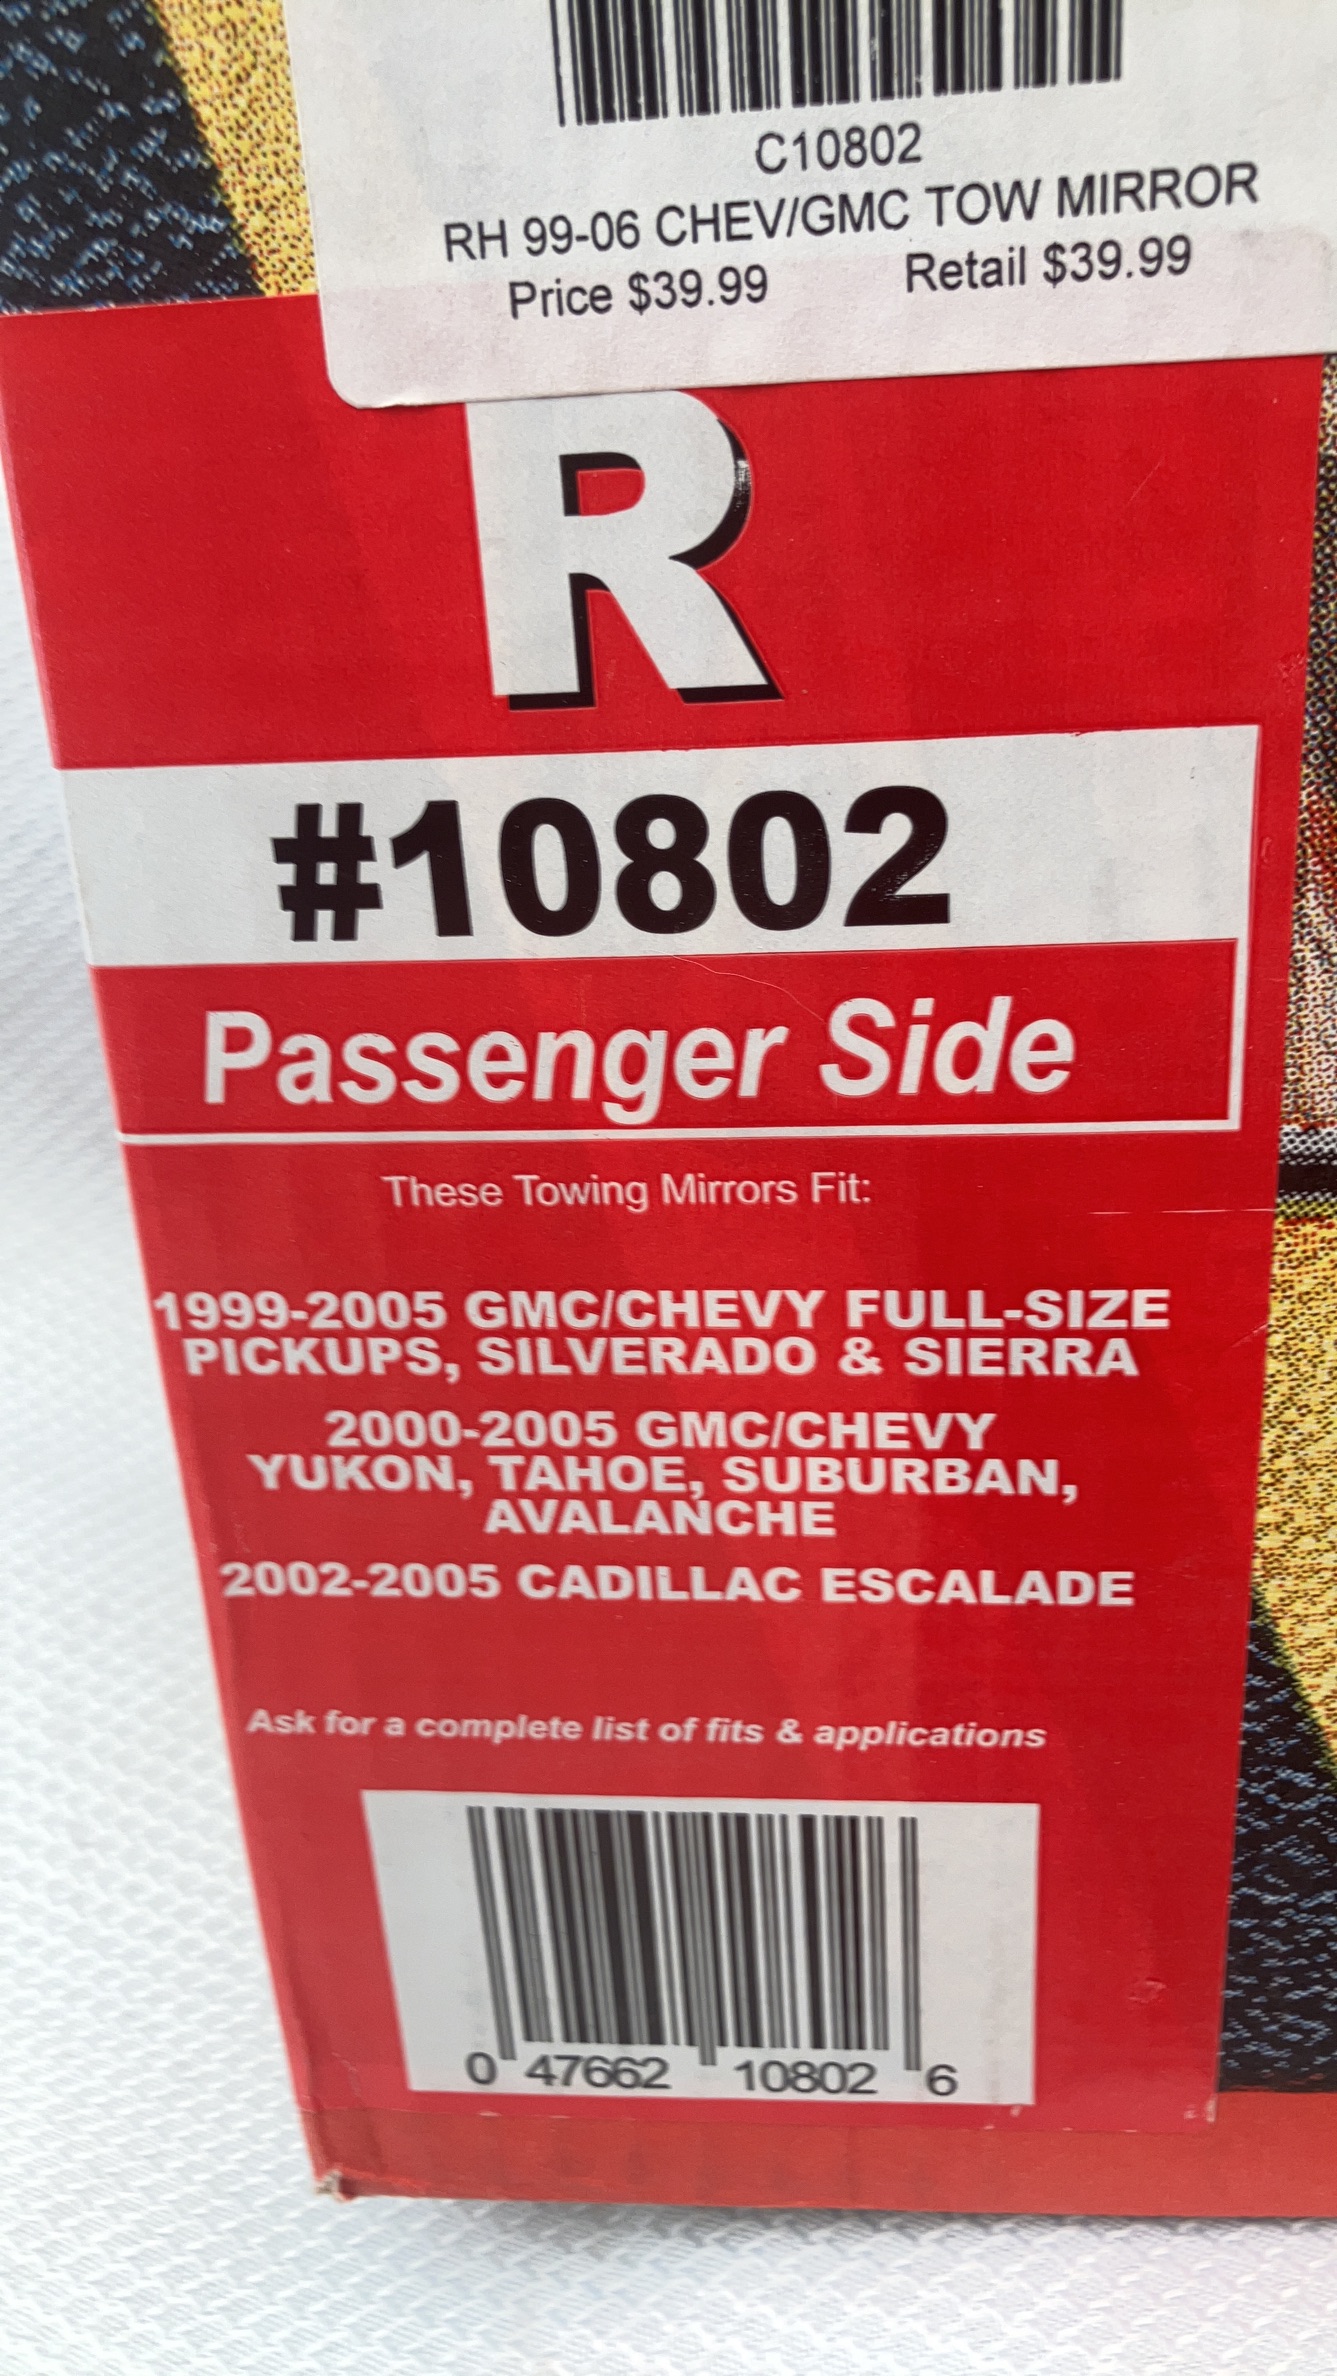 C10802
RH 99-06 CHEV/GMC TOW MIRROR
Price $39.99 Retail $39.99
R
#10802
Passenger Side
These Towing Mirrors Fit:
1999-2005 GMC/CHEVY FULL-SIZE
PICKUPS, SILVERADO & SIERRA
2000-2005 GMC/CHEVY
YUKON, TAHOE, SUBURBAN,
AVALANCHE
2002-2005 CADILLAC ESCALADE
Ask for a complete list of fits & applications
0 47662 10802 6